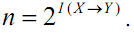 n = 2^{I(X→Y)}.